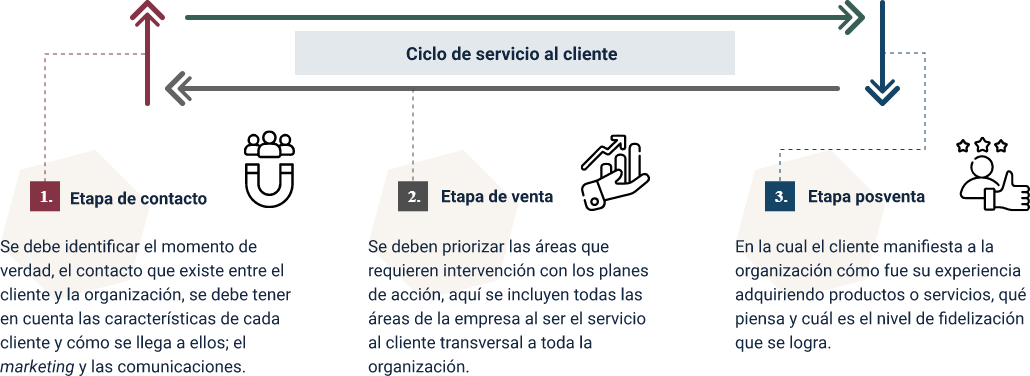 Ciclo de servicio al cliente
1. Etapa de contacto
Se debe identificar el momento de
verdad, el contacto que existe entre el
cliente y la organización, se debe tener
en cuenta las características de cada
cliente y cómo se llega a ellos; el
marketing y las comunicaciones.
2. Etapa de venta
Se deben priorizar las áreas que
requieren intervención con los planes
de acción, aquí se incluyen todas las
áreas de la empresa al ser el servicio
al cliente transversal a toda la
organización.
3. Etapa posventa
En la cual el cliente manifiesta a la
organización cómo fue su experiencia
adquiriendo productos o servicios, qué
piensa y cuál es el nivel de fidelización
que se logra.